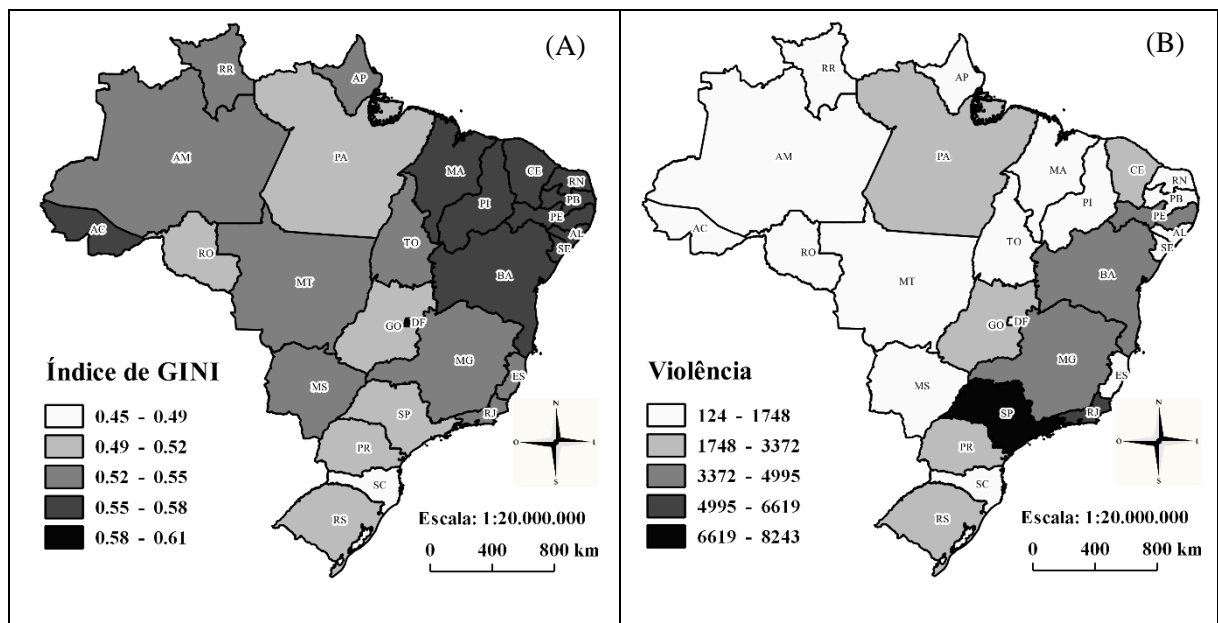 (A)
RR
AP
AM
PA
MA
CE
RN
PB
PI
PE
AL
SE
AC
RO
TO
BA
MT
GO
DF
MG
ES
MS
SP
RJ
PR
SC
RS
Índice de GINI
0.45 - 0.49
0.49 - 0.52
0.52 - 0.55
0.55 - 0.58
0.58 - 0.61
N
O
L
S
Escala: 1:20.000.000
0 400 800 km
(B)
RR
AP
AM
PA
MA
CE
RN
PB
PI
PE
AL
SE
AC
RO
TO
BA
MT
GO
DF
MG
ES
MS
SP
RJ
PR
SC
RS
Violência
124 - 1748
1748 - 3372
3372 - 4995
4995 - 6619
6619 - 8243
N
O
L
S
Escala: 1:20.000.000
0 400 800 km